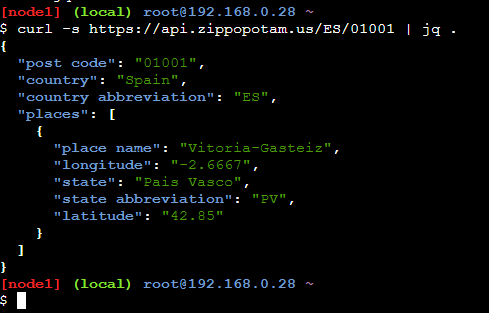 [node1] (local) root@192.168.0.28 ~
$ curl -s https://api.zippopotam.us/ES/01001 | jq .
{
  "post code": "01001",
  "country": "Spain",
  "country abbreviation": "ES",
  "places": [
    {
      "place name": "Vitoria-Gasteiz",
      "longitude": "-2.6667",
      "state": "Pais Vasco",
      "state abbreviation": "PV",
      "latitude": "42.85"
    }
  ]
}
[node1] (local) root@192.168.0.28 ~
$